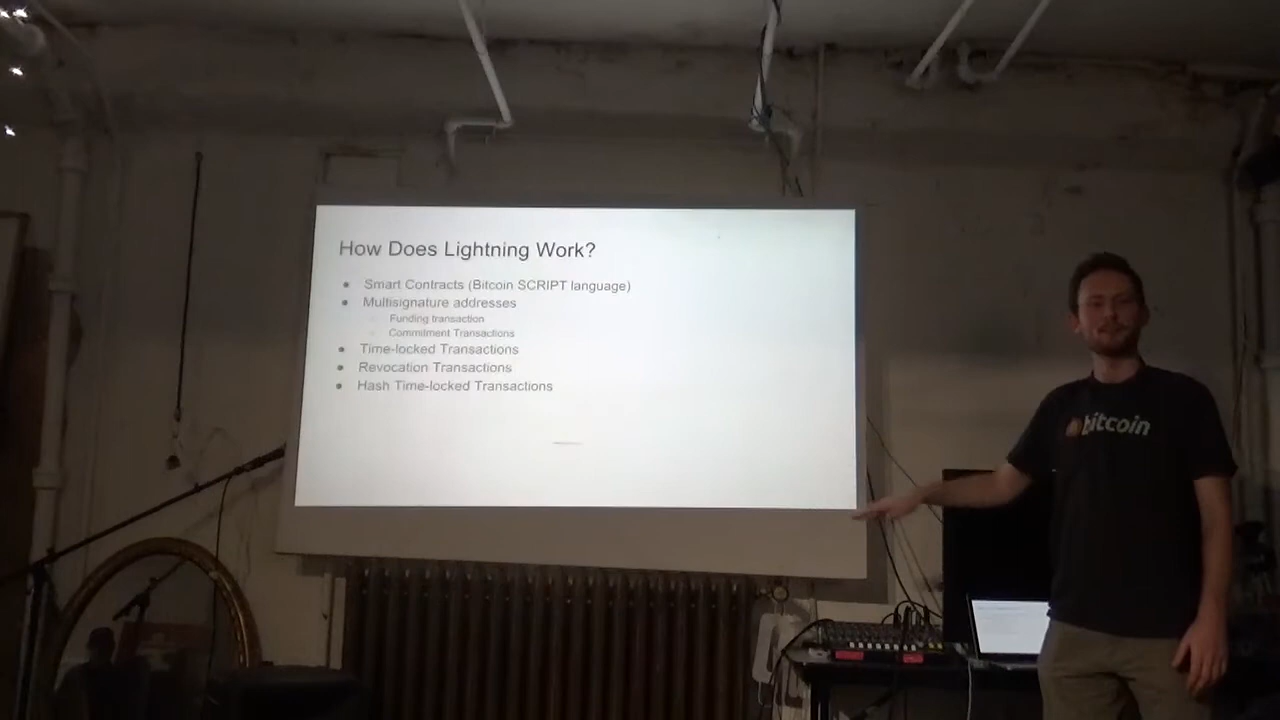 How Does Lightning Work?
Smart Contracts (Bitcoin SCRIPT language)
Multisignature addresses
Funding transaction
Commitment Transactions
Time-locked Transactions
Revocation Transactions
Hash Time-locked Transactions
bitcoin